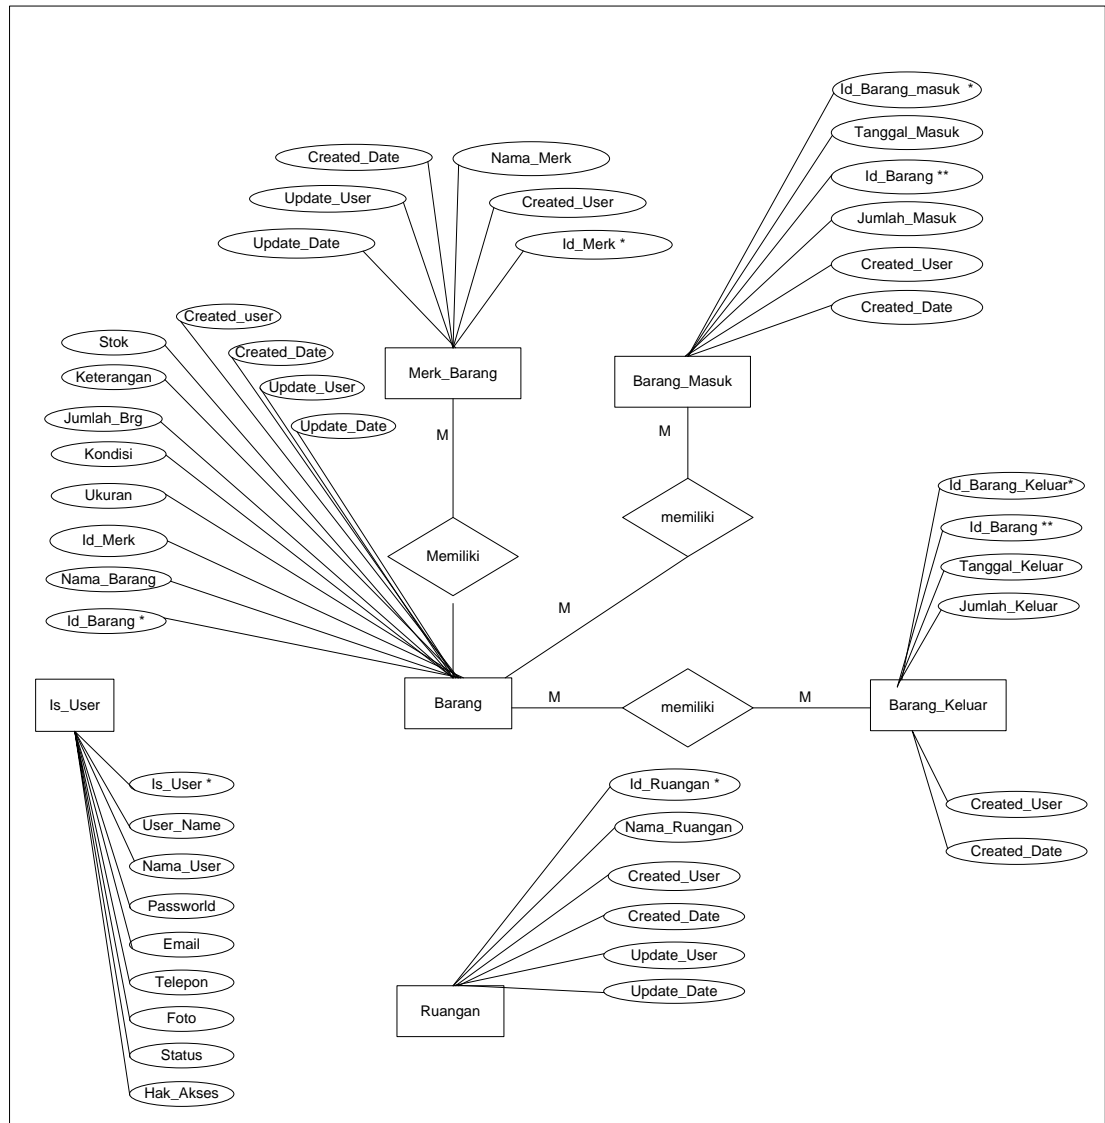 Id_Barang_masuk *
Tanggal_Masuk
Id_Barang **
Jumlah_Masuk
Created_User
Created_Date
Barang_Masuk
M
Created_Date
Nama_Merk
Update_User
Created_User
Update_Date
Id_Merk *
Merk_Barang
M
Created_user
Created_Date
Update_User
Update_Date
Stok
Keterangan
Jumlah_Brg
Kondisi
Ukuran
Id_Merk
Nama_Barang
Id_Barang *
Memiliki
memiliki
M
Id_Barang_Keluar*
Id_Barang **
Tanggal_Keluar
Jumlah_Keluar
Is_User
Barang
M
memiliki
M
Barang_Keluar
Created_User
Created_Date
Is_User *
User_Name
Nama_User
Passworld
Email
Telepon
Foto
Status
Hak_Akses
Id_Ruangan *
Nama_Ruangan
Created_User
Created_Date
Update_User
Update_Date
Ruangan